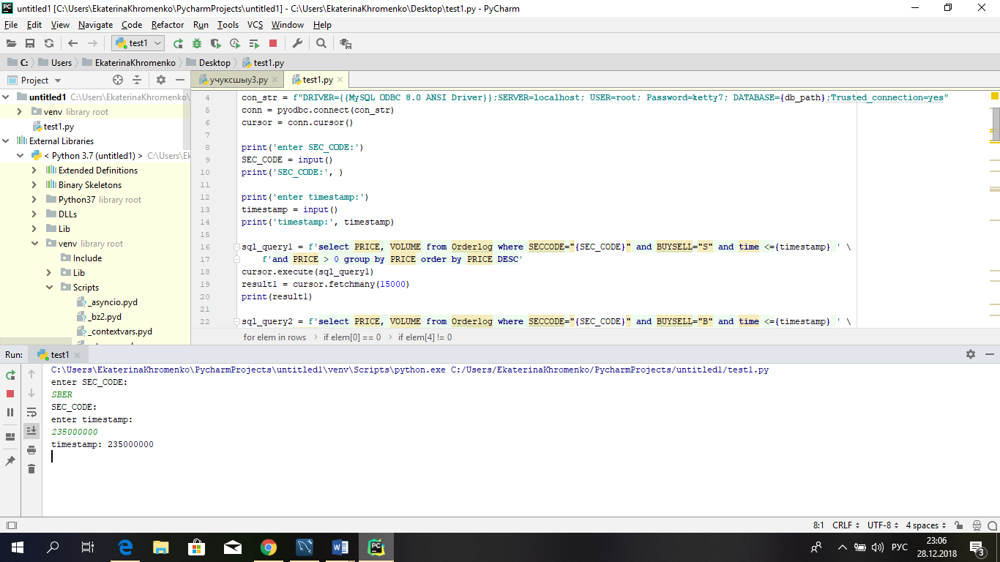 untitled1 [C:\Users\EkaterinaKhromenko\PycharmProjects\untitled1] - C:\Users\EkaterinaKhromenko\Desktop\test1.py - PyCharm
File Edit View Navigate Code Refactor Run Tools VCS Window Help
test1
C: Users EkaterinaKhromenko Desktop test1.py
Project
учуксшыу3.py test1.py
untitled1 C:\Users\EkaterinaKhromenko\
venv library root
test1.py
External Libraries
< Python 3.7 (untitled1) > C:\Users\Ek
Extended Definitions
Binary Skeletons
Python37 library root
DLLs
Lib
venv library root
Include
Lib
Scripts
_asyncio.pyd
_bz2.pyd
_contextvars.pyd
4 con_str = f"DRIVER={{MySQL ODBC 8.0 ANSI Driver}};SERVER=localhost; USER=root; Password=ketty7; DATABASE={db_path};Trusted_connection=yes"
5 conn = pyodbc.connect(con_str)
6 cursor = conn.cursor()
7
8 print('enter SEC_CODE:')
9 SEC_CODE = input()
10 print('SEC_CODE:', )
11
12 print('enter timestamp:')
13 timestamp = input()
14 print('timestamp:', timestamp)
15
16 sql_query1 = f'select PRICE, VOLUME from Orderlog where SECCODE="{SEC_CODE}" and BUYSELL="S" and time <={timestamp} ' \
17 f'and PRICE > 0 group by PRICE order by PRICE DESC'
18 cursor.execute(sql_query1)
19 result1 = cursor.fetchmany(15000)
20 print(result1)
21
22 sql_query2 = f'select PRICE, VOLUME from Orderlog where SECCODE="{SEC_CODE}" and BUYSELL="B" and time <={timestamp} ' \
for elem in rows > if elem[0] == 0 > if elem[4] != 0
Run: test1
C:\Users\EkaterinaKhromenko\PycharmProjects\untitled1\venv\Scripts\python.exe C:/Users/EkaterinaKhromenko/PycharmProjects/untitled1/test1.py
enter SEC_CODE:
SBER
SEC_CODE:
enter timestamp:
235000000
timestamp: 235000000
8:1 CRLF UTF-8 4 spaces
РУС
23:06
28.12.2018
3